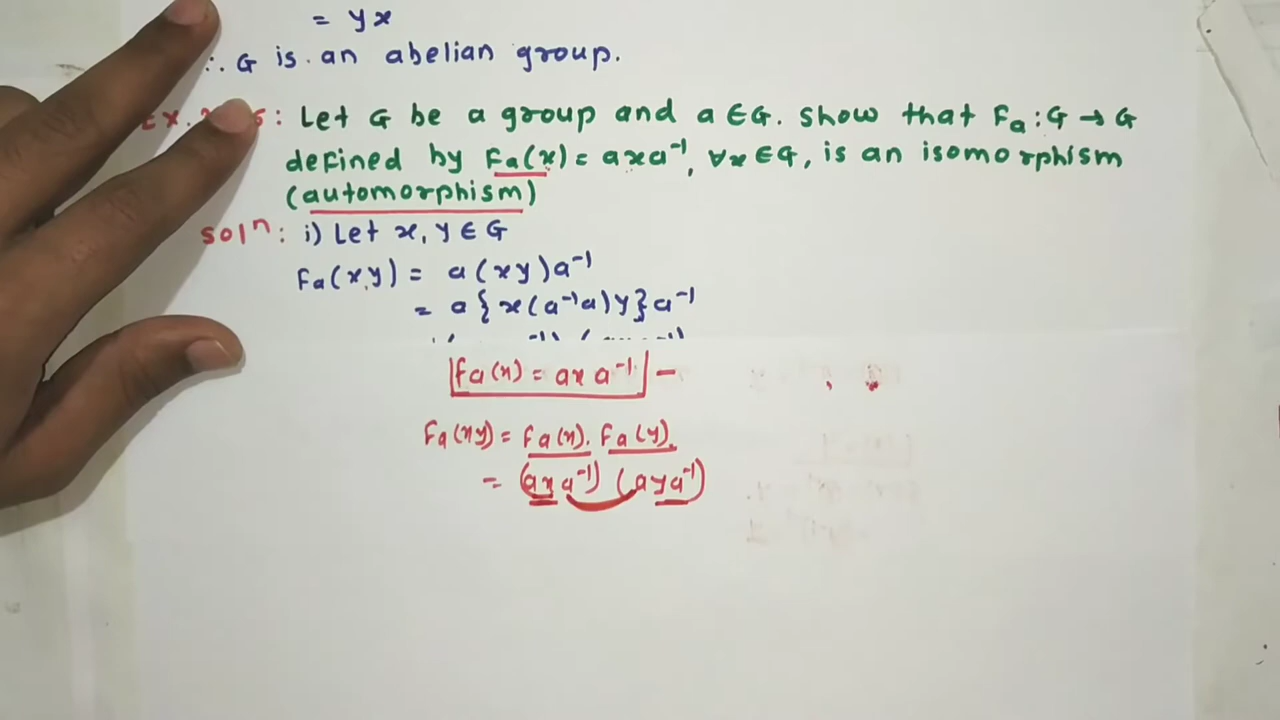 = yx
∴ G is an abelian group.
Ex. : Let G be a group and a ∈ G. show that Fa : G → G
defined by Fa(x) = axa⁻¹, ∀x ∈ G, is an isomorphism
(automorphism)
Solⁿ: i) Let x, y ∈ G
Fa(x,y) = a(xy)a⁻¹
= a{x(a⁻¹a)y}a⁻¹
Fa(x) = axa⁻¹ –
Fa(xy) = Fa(x). Fa(y).
= (axa⁻¹) (aya⁻¹)